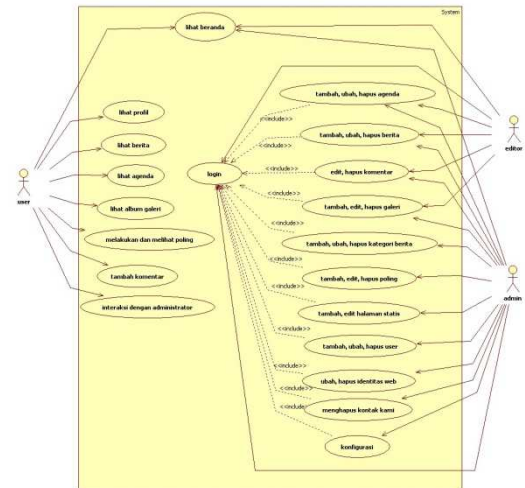 System
lihat beranda
tambah, ubah, hapus agenda
<<include>>
lihat profil
tambah, ubah, hapus berita
editor
lihat berita
<<include>>
edit, hapus komentar
login
lihat agenda
user
<<include>>
tambah, edit, hapus galeri
lihat album galeri
<<include>>
melakukan dan melihat poling
tambah, ubah, hapus kategori berita
<<include>>
tambah komentar
tambah, edit, hapus poling
admin
<<include>>
interaksi dengan administrator
tambah, edit halaman statis
<<include>>
tambah, ubah, hapus user
<<include>>
ubah, hapus identitas web
<<include>>
menghapus kontak kami
<<include>>
konfigurasi